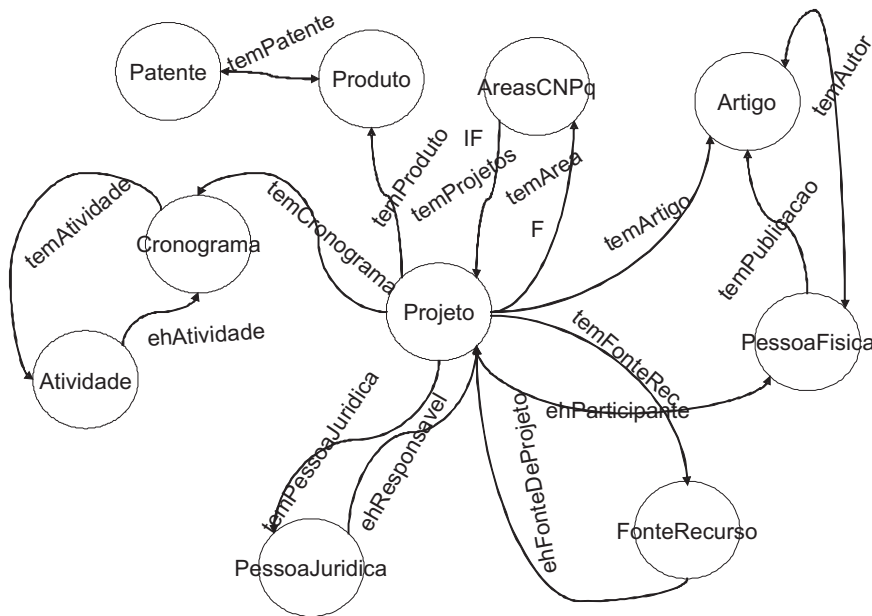 temPatente
Patente
Produto
AreasCNPq
Artigo
temAutor
IF
temProjetos
temArea
F
temProduto
temCronograma
temAtividade
Cronograma
temArtigo
temPublicacao
Projeto
ehAtividade
Atividade
temFonteRec
PessoaFisica
ehParticipante
temPessoaJuridica
ehResponsavel
ehFonteDeProjeto
FonteRecurso
PessoaJuridica